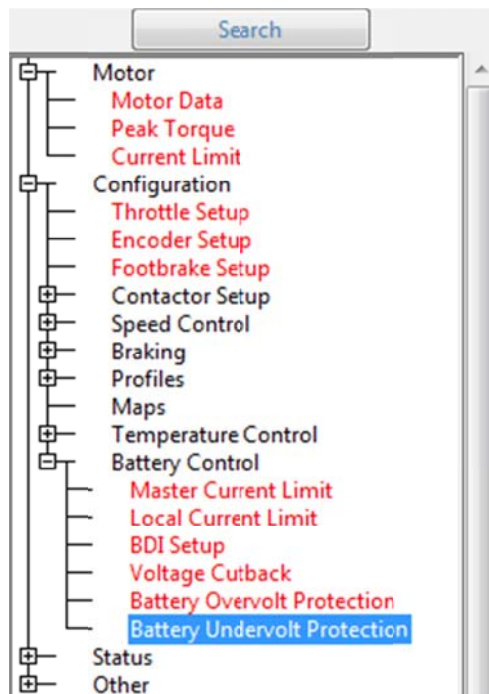 Search
Motor
Motor Data
Peak Torque
Current Limit
Configuration
Throttle Setup
Encoder Setup
Footbrake Setup
Contactor Setup
Speed Control
Braking
Profiles
Maps
Temperature Control
Battery Control
Master Current Limit
Local Current Limit
BDI Setup
Voltage Cutback
Battery Overvolt Protection
Battery Undervolt Protection
Status
Other